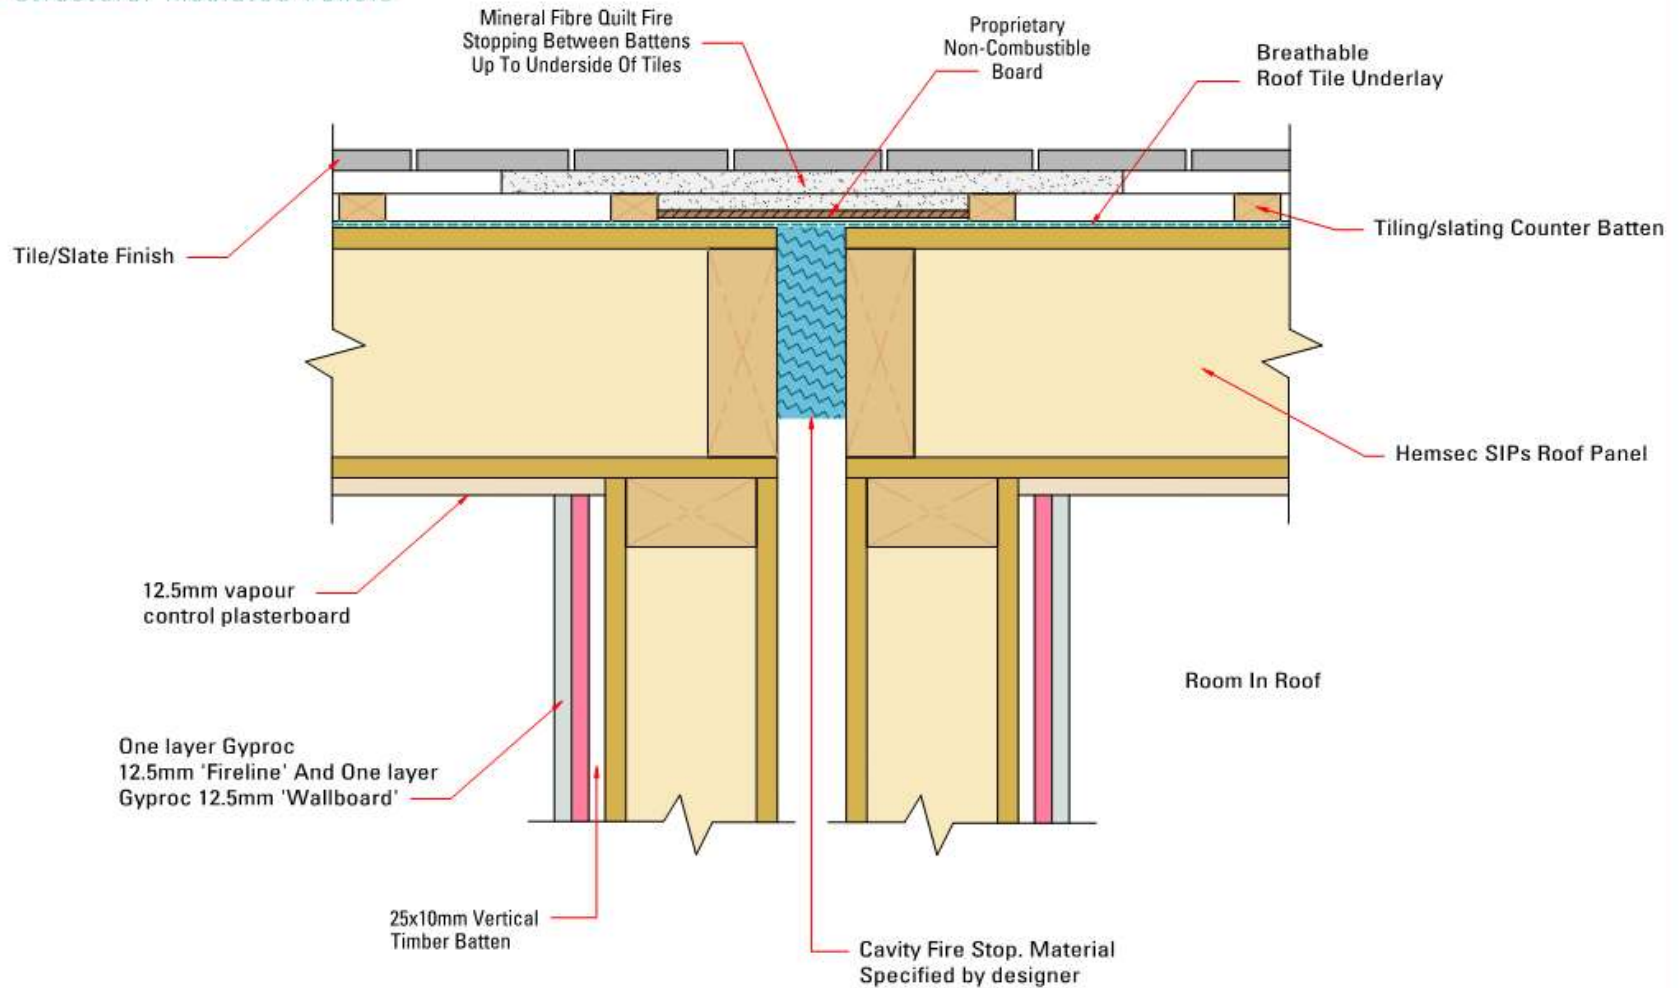 Mineral Fibre Quilt Fire
Stopping Between Battens
Up To Underside Of Tiles
Proprietary
Non-Combustible
Board
Breathable
Roof Tile Underlay
Tile/Slate Finish
Tiling/slating Counter Batten
Hemsec SIPs Roof Panel
12.5mm vapour
control plasterboard
Room In Roof
One layer Gyproc
12.5mm 'Fireline' And One layer
Gyproc 12.5mm 'Wallboard'
25x10mm Vertical
Timber Batten
Cavity Fire Stop. Material
Specified by designer